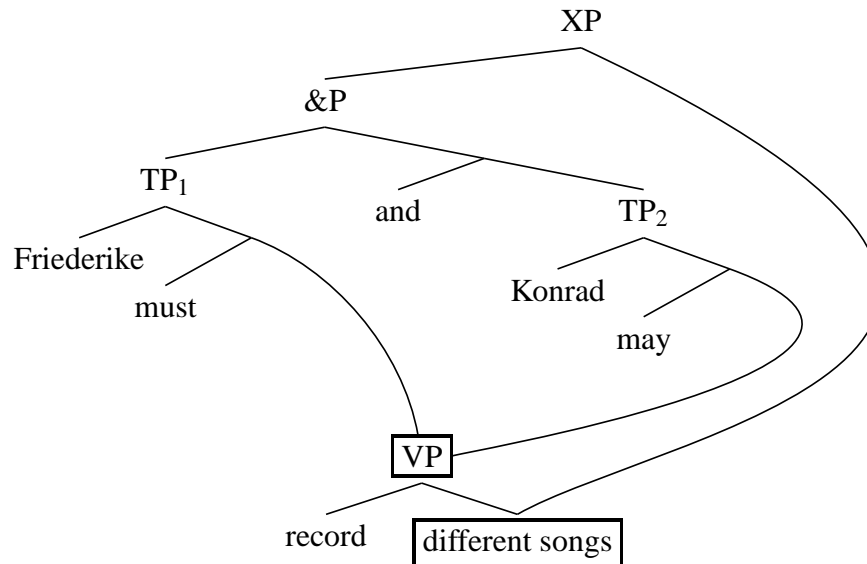 XP
&P
TP₁
and
TP₂
Friederike
must
Konrad
may
VP
record
different songs